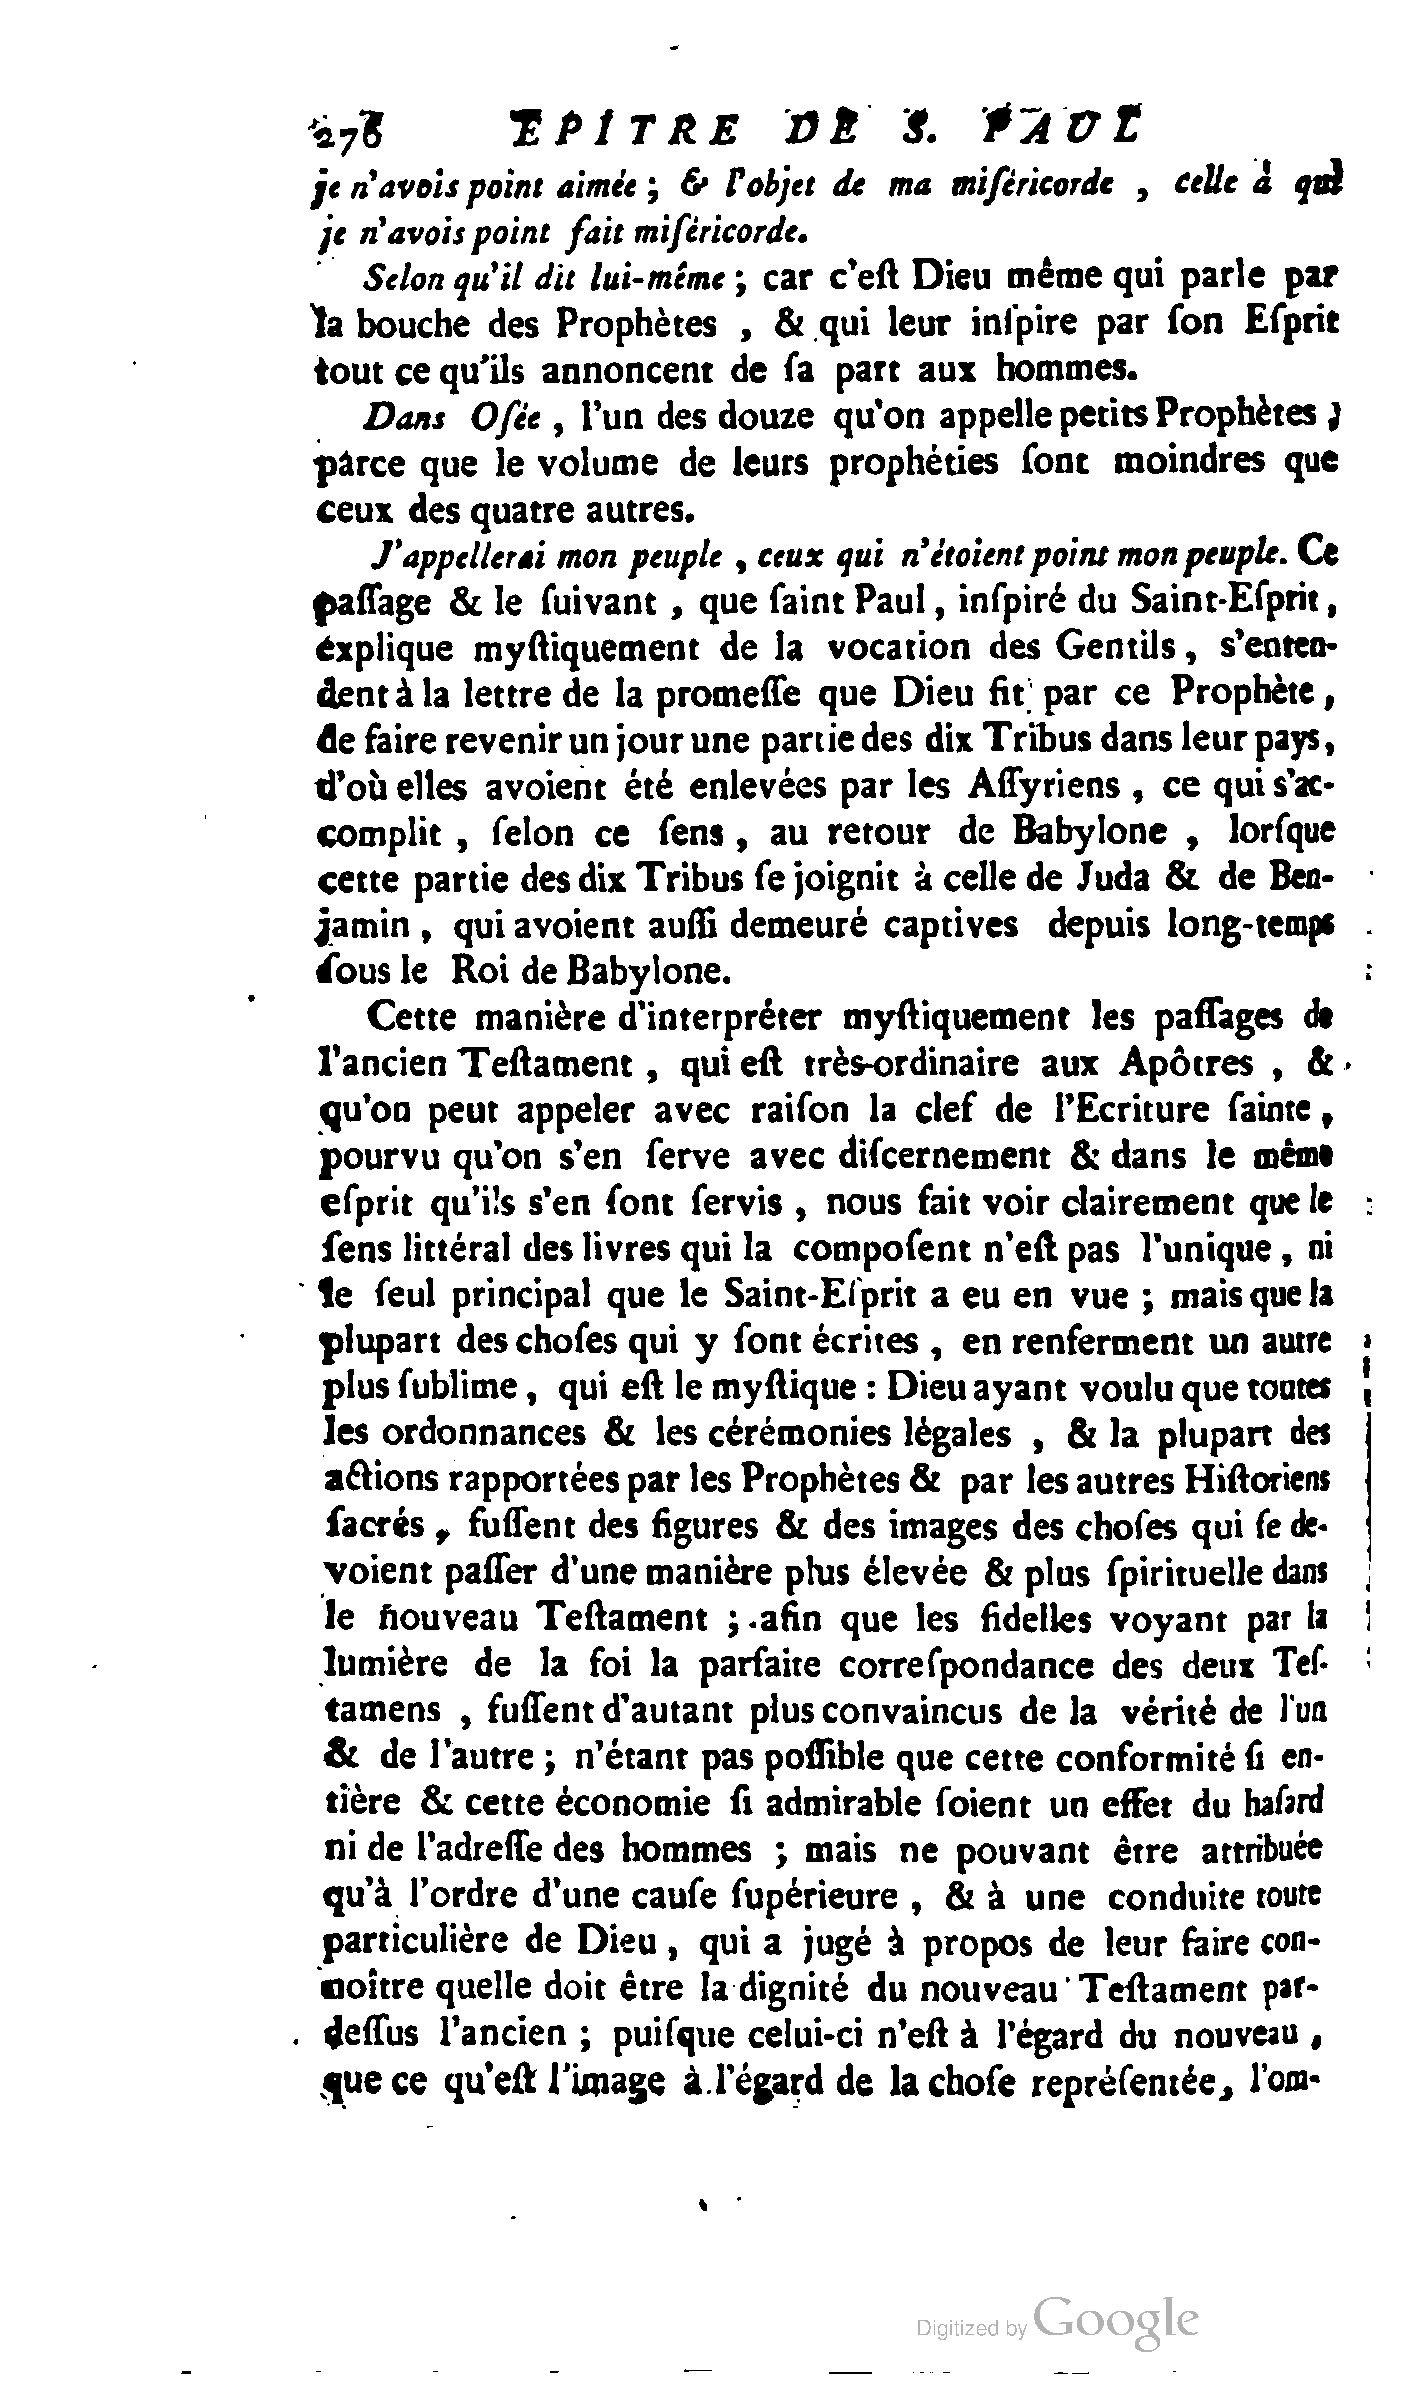 276 EPITRE DE S. PAUL
je n'avois point aimée ; & l'objet de ma miſéricorde , celle à qui
je n'avois point fait miſéricorde.
Selon qu'il dit lui-même ; car c'eſt Dieu même qui parle par
la bouche des Prophètes , & qui leur inſpire par ſon Eſprit
tout ce qu'ils annoncent de ſa part aux hommes.
Dans Oſée , l'un des douze qu'on appelle petits Prophètes ,
parce que le volume de leurs prophéties ſont moindres que
ceux des quatre autres.
J'appellerai mon peuple , ceux qui n'étoient point mon peuple. Ce
paſſage & le ſuivant , que ſaint Paul , inſpiré du Saint-Eſprit ,
explique myſtiquement de la vocation des Gentils , s'enten-
dent à la lettre de la promeſſe que Dieu fit par ce Prophète ,
de faire revenir un jour une partie des dix Tribus dans leur pays,
d'où elles avoient été enlevées par les Aſſyriens , ce qui s'ac-
complit , ſelon ce ſens , au retour de Babylone , lorſque
cette partie des dix Tribus ſe joignit à celle de Juda & de Ben-
jamin , qui avoient auſſi demeuré captives depuis long-temps
ſous le Roi de Babylone.
Cette manière d'interpréter myſtiquement les paſſages de
l'ancien Teſtament , qui eſt très-ordinaire aux Apôtres , &
qu'on peut appeler avec raiſon la clef de l'Ecriture ſainte ,
pourvu qu'on s'en ſerve avec diſcernement & dans le même
eſprit qu'ils s'en ſont ſervis , nous fait voir clairement que le
ſens littéral des livres qui la compoſent n'eſt pas l'unique , ni
le ſeul principal que le Saint-Eſprit a eu en vue ; mais que la
plupart des choſes qui y ſont écrites , en renferment un autre
plus ſublime , qui eſt le myſtique : Dieu ayant voulu que toutes
les ordonnances & les cérémonies légales , & la plupart des
actions rapportées par les Prophètes & par les autres Hiſtoriens
ſacrés , fuſſent des figures & des images des choſes qui ſe de-
voient paſſer d'une manière plus élevée & plus ſpirituelle dans
le nouveau Teſtament ; afin que les fidelles voyant par la
lumière de la foi la parfaite correſpondance des deux Teſ-
tamens , fuſſent d'autant plus convaincus de la vérité de l'un
& de l'autre ; n'étant pas poſſible que cette conformité ſi en-
tière & cette économie ſi admirable ſoient un effet du haſard
ni de l'adreſſe des hommes ; mais ne pouvant être attribuée
qu'à l'ordre d'une cauſe ſupérieure , & à une conduite toute
particulière de Dieu , qui a jugé à propos de leur faire con-
noître quelle doit être la dignité du nouveau Teſtament par-
deſſus l'ancien ; puiſque celui-ci n'eſt à l'égard du nouveau ,
que ce qu'eſt l'image à l'égard de la choſe repréſentée, l'om-
Digitized by Google